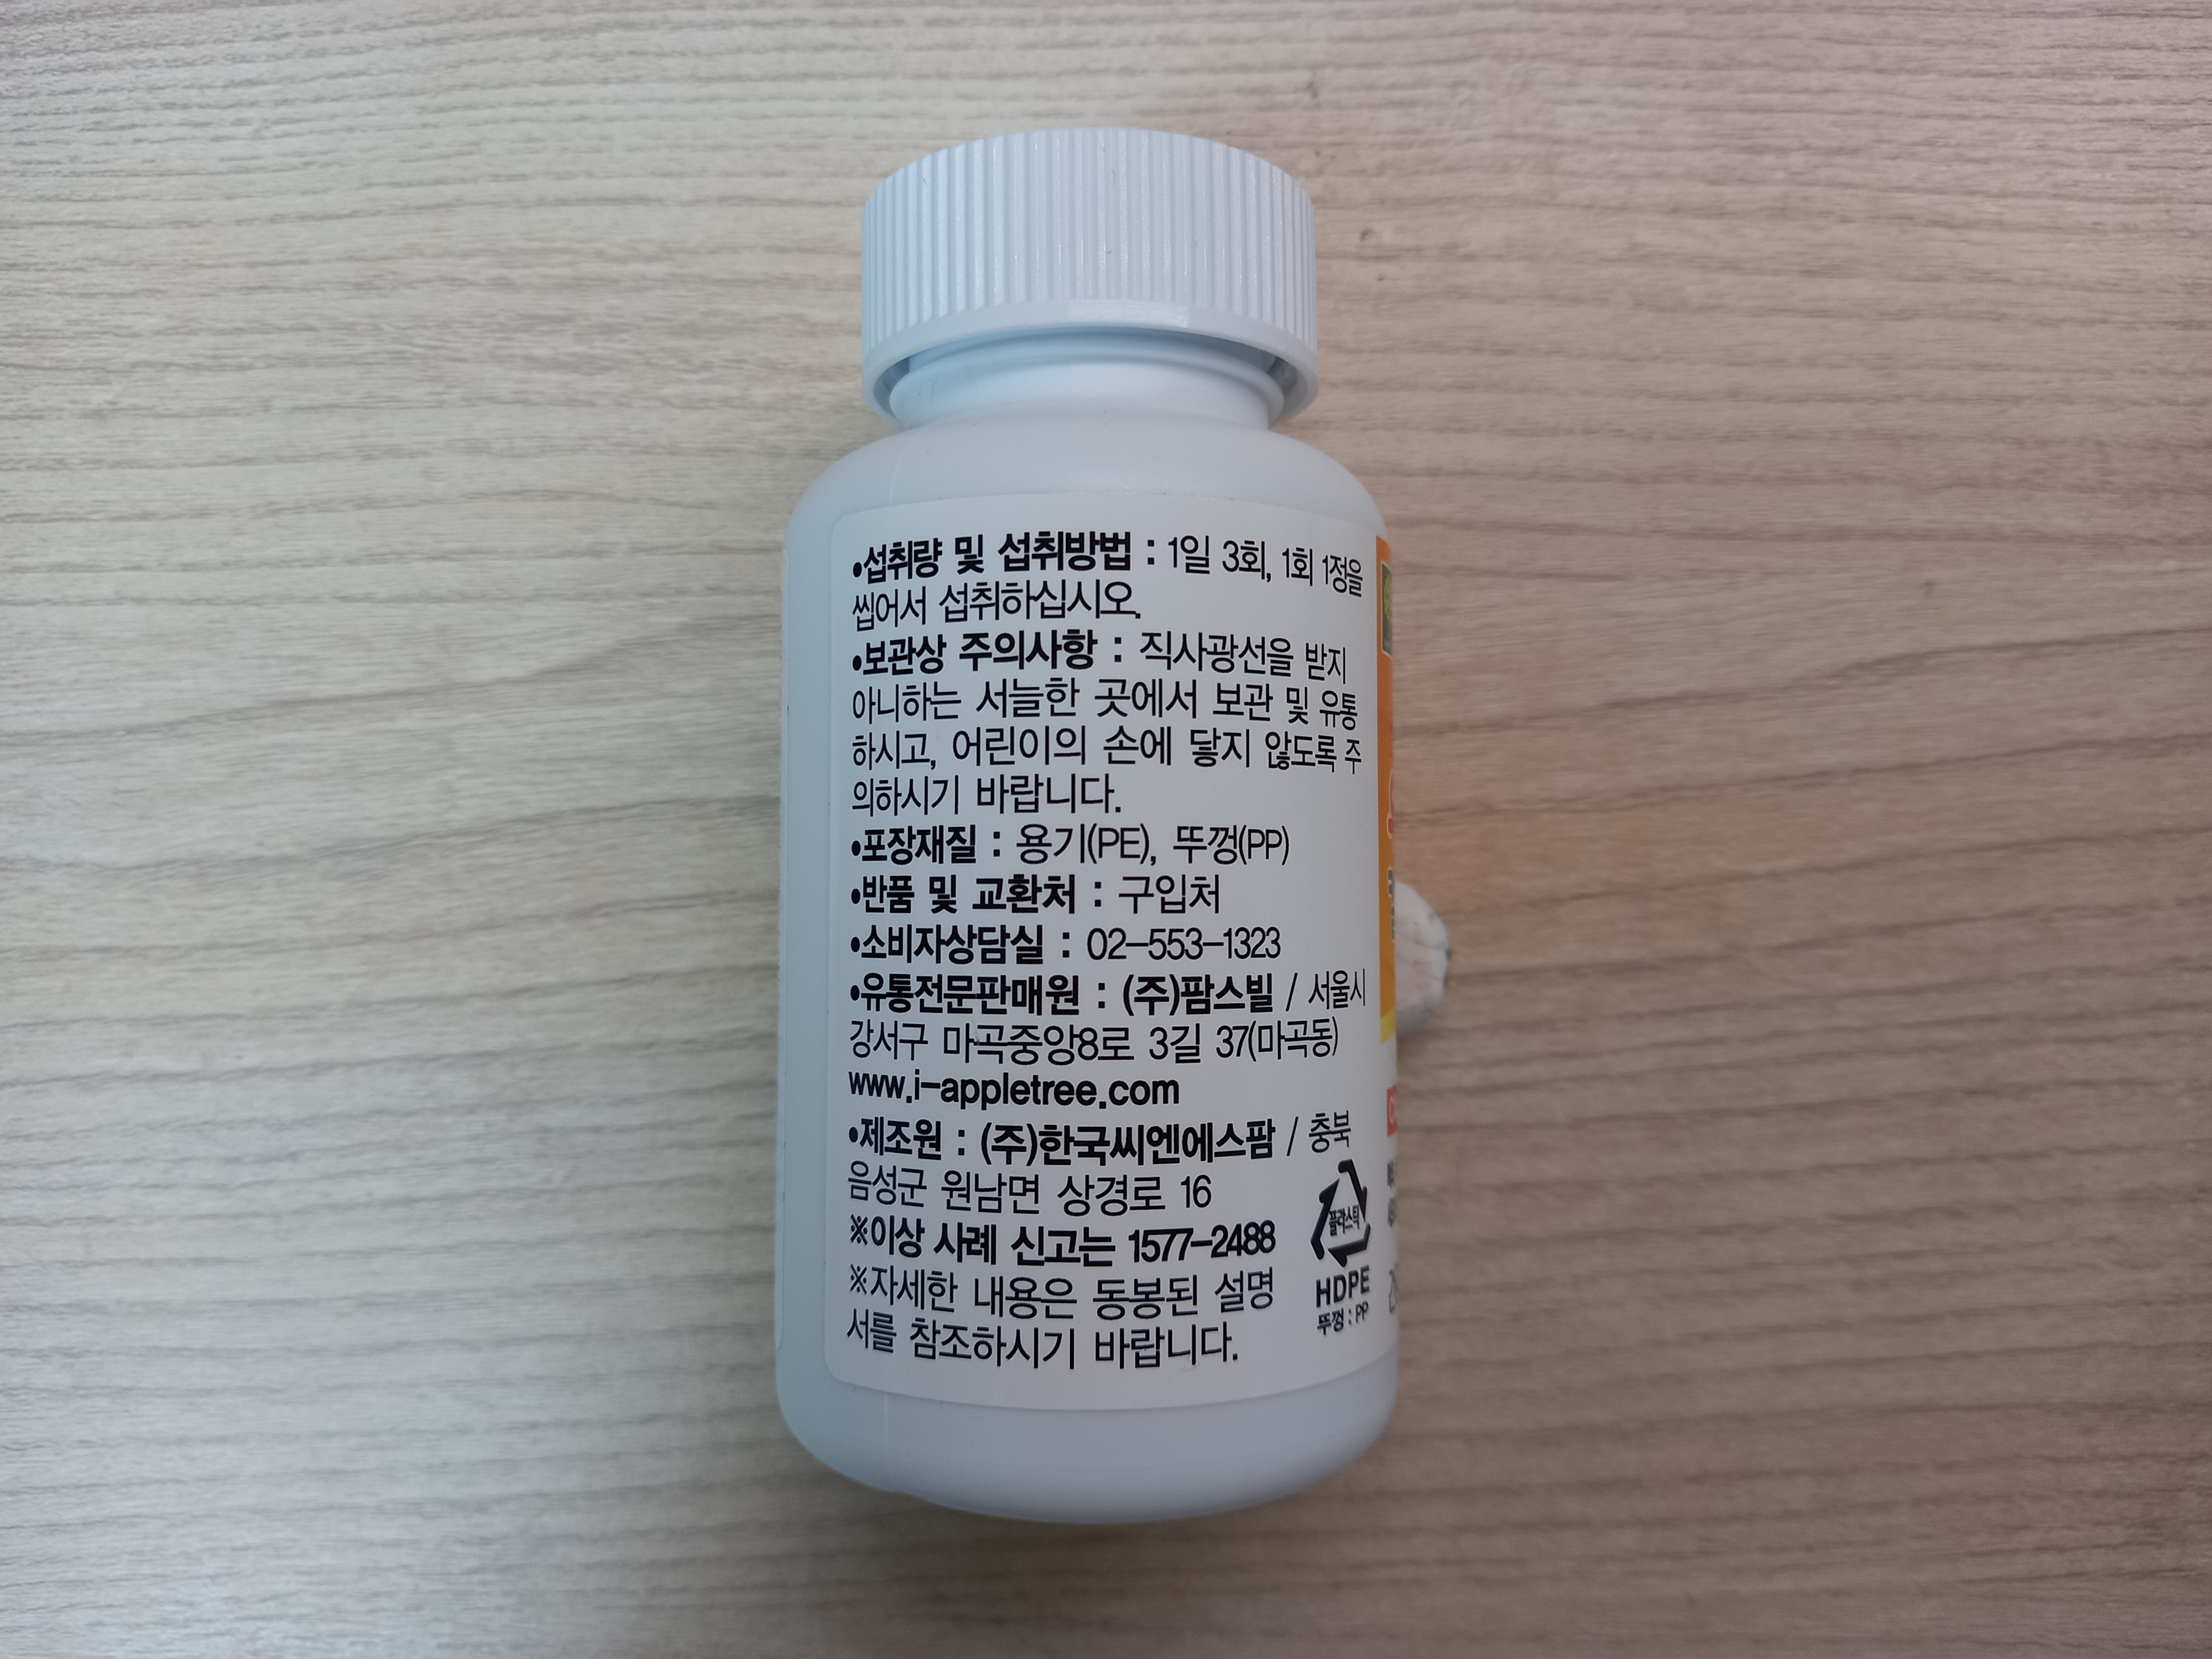 •섭취량 및 섭취방법 : 1일 3회, 1회 1정을
씹어서 섭취하십시오.
•보관상 주의사항 : 직사광선을 받지
아니하는 서늘한 곳에서 보관 및 유통
하시고, 어린이의 손에 닿지 않도록 주
의하시기 바랍니다.
•포장재질 : 용기(PE), 뚜껑(PP)
•반품 및 교환처 : 구입처
•소비자상담실 : 02-553-1323
•유통전문판매원 : (주)팜스빌 / 서울시
강서구 마곡중앙8로 3길 37(마곡동)
www.i-appletree.com
•제조원 : (주)한국씨엔에스팜 / 충북
음성군 원남면 상경로 16
※이상 사례 신고는 1577-2488
※자세한 내용은 동봉된 설명
서를 참조하시기 바랍니다.
플라스틱
HDPE
뚜껑 : PP